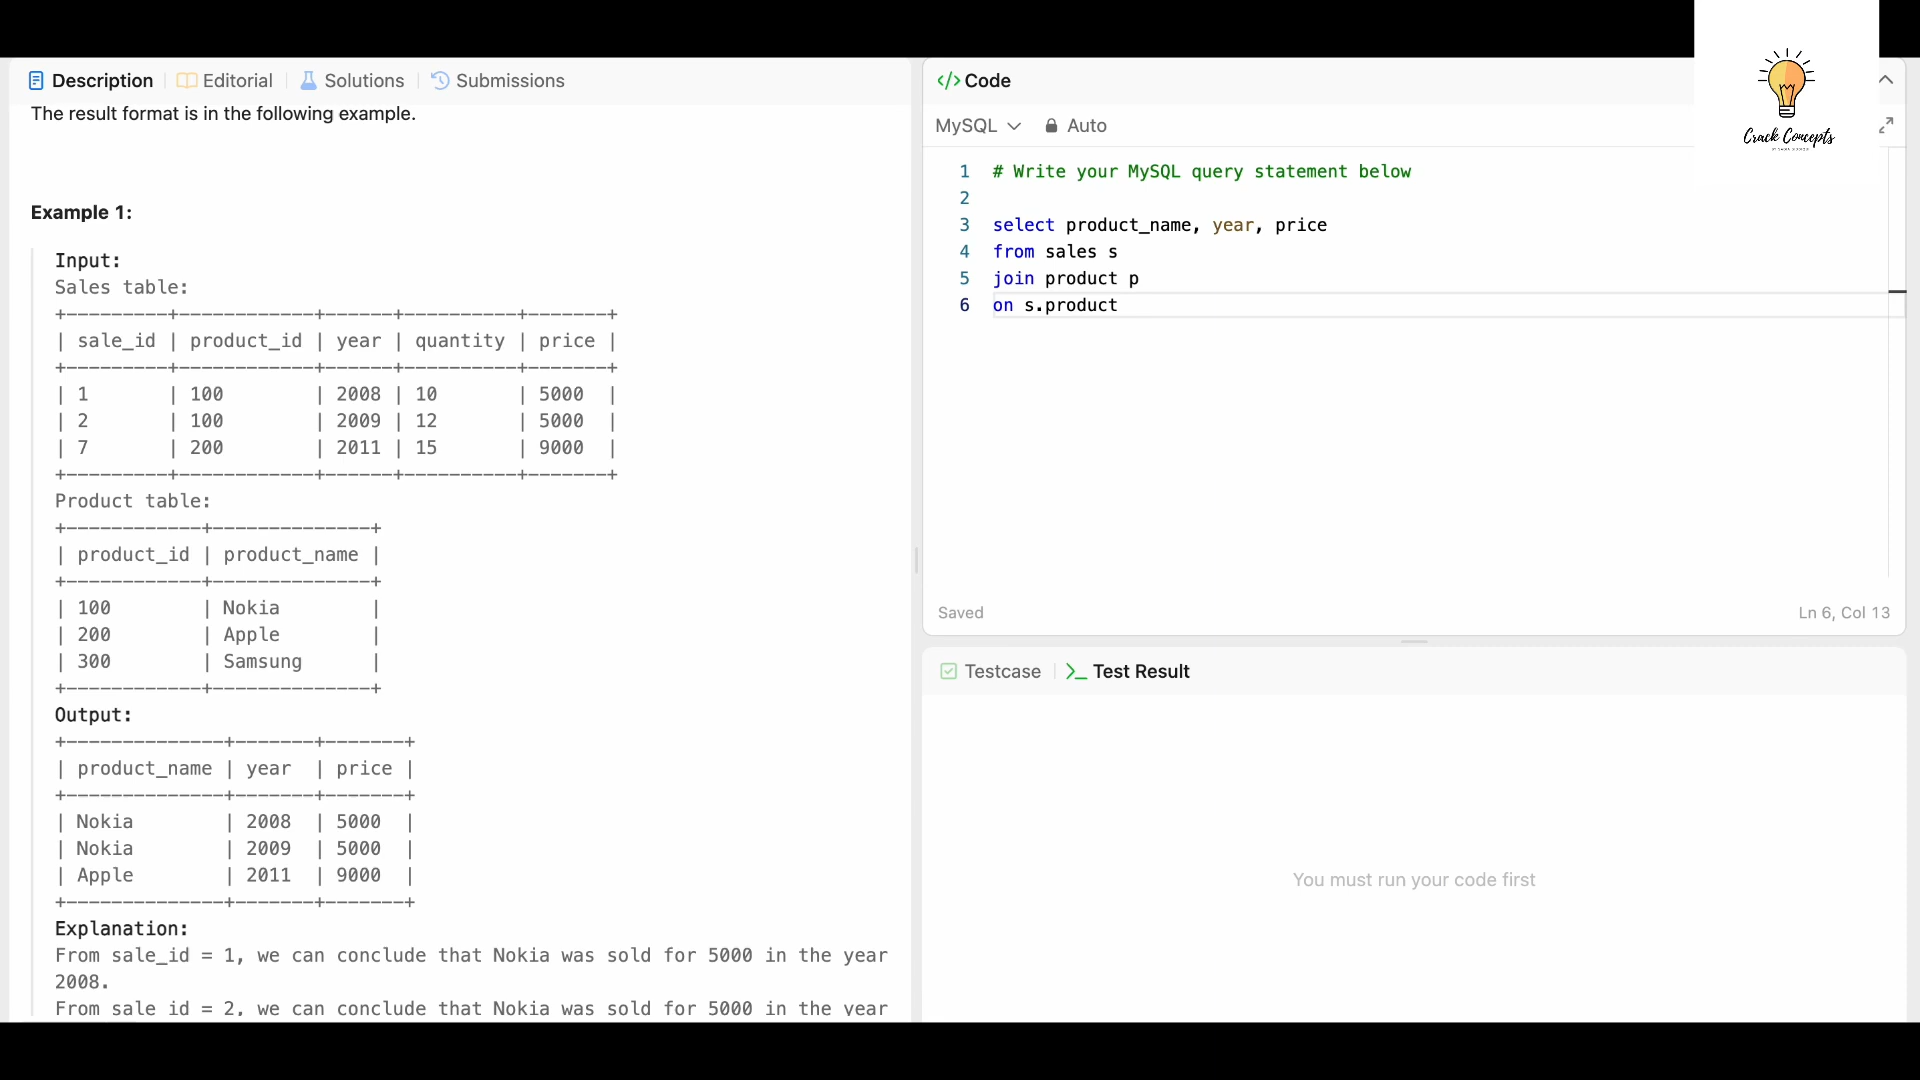 Description Editorial Solutions Submissions
The result format is in the following example.
Example 1:
Input:
Sales table:
+---------+------------+------+----------+-------+
| sale_id | product_id | year | quantity | price |
+---------+------------+------+----------+-------+
| 1       | 100        | 2008 | 10       | 5000  |
| 2       | 100        | 2009 | 12       | 5000  |
| 7       | 200        | 2011 | 15       | 9000  |
+---------+------------+------+----------+-------+
Product table:
+------------+--------------+
| product_id | product_name |
+------------+--------------+
| 100        | Nokia        |
| 200        | Apple        |
| 300        | Samsung      |
+------------+--------------+
Output:
+--------------+-------+-------+
| product_name | year  | price |
+--------------+-------+-------+
| Nokia        | 2008  | 5000  |
| Nokia        | 2009  | 5000  |
| Apple        | 2011  | 9000  |
+--------------+-------+-------+
Explanation:
From sale_id = 1, we can conclude that Nokia was sold for 5000 in the year
2008.
From sale_id = 2, we can conclude that Nokia was sold for 5000 in the year
</> Code
MySQL Auto
1 # Write your MySQL query statement below
2
3 select product_name, year, price
4 from sales s
5 join product p
6 on s.product
Saved Ln 6, Col 13
Testcase >_ Test Result
You must run your code first
Crack Concepts